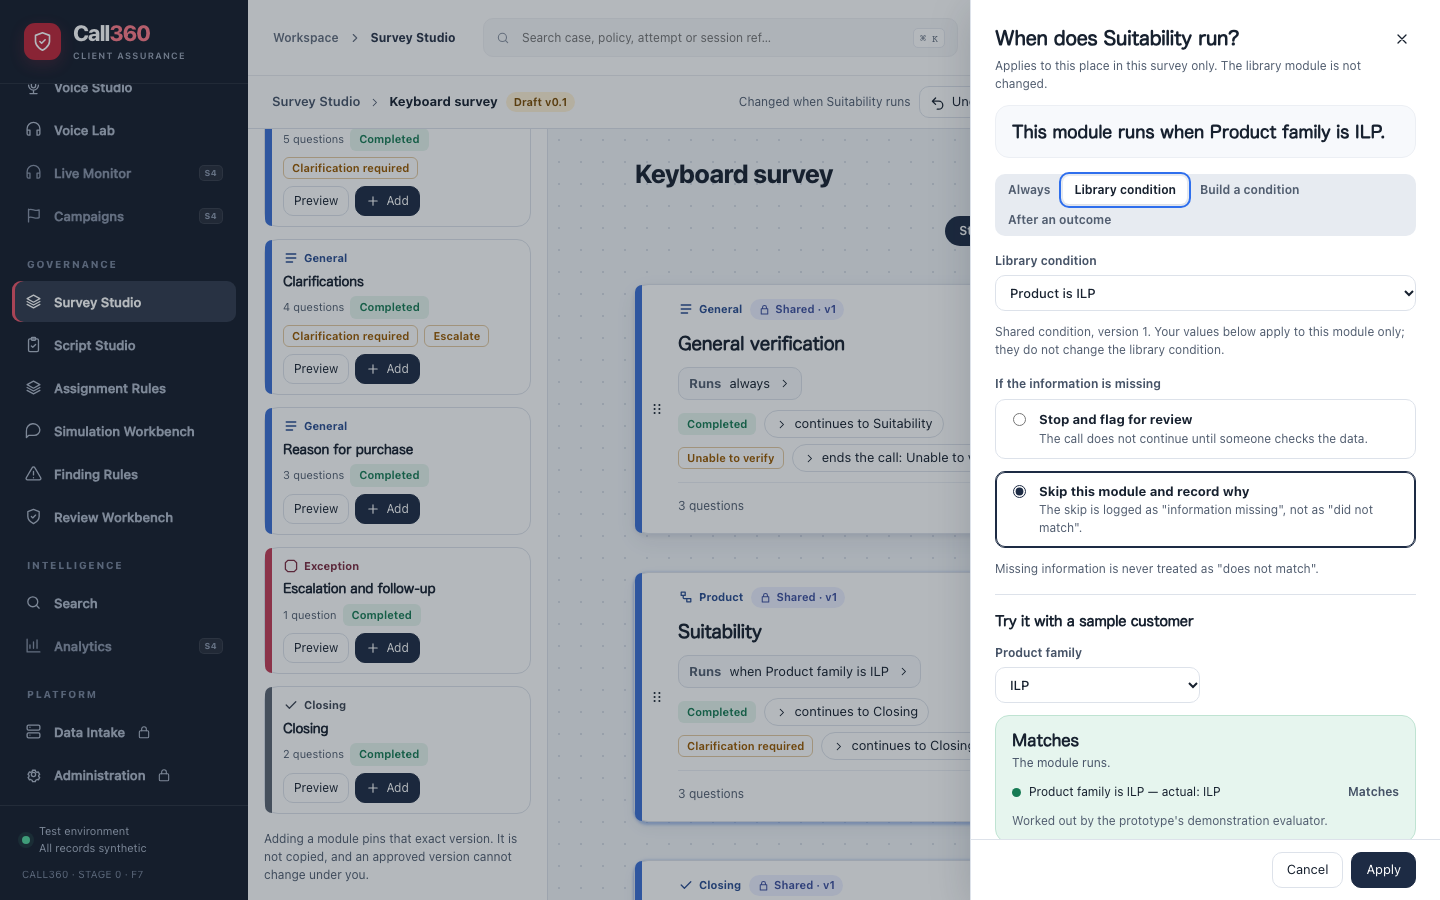 Call360
CLIENT ASSURANCE
Voice Studio
Voice Lab
Live Monitor S4
Campaigns S4
GOVERNANCE
Survey Studio
Script Studio
Assignment Rules
Simulation Workbench
Finding Rules
Review Workbench
INTELLIGENCE
Search
Analytics S4
PLATFORM
Data Intake
Administration
Test environment
All records synthetic
CALL360 · STAGE 0 · F7
Workspace > Survey Studio
Search case, policy, attempt or session ref... ⌘ K
Survey Studio > Keyboard survey Draft v0.1
Changed when Suitability runs
5 questions Completed
Clarification required
Preview + Add
General
Clarifications
4 questions Completed
Clarification required Escalate
Preview + Add
General
Reason for purchase
3 questions Completed
Preview + Add
Exception
Escalation and follow-up
1 question Completed
Preview + Add
Closing
Closing
2 questions Completed
Preview + Add
Adding a module pins that exact version. It is
not copied, and an approved version cannot
change under you.
Keyboard survey
General Shared · v1
General verification
Runs always >
Completed > continues to Suitability
Unable to verify > ends the call: Unable to
3 questions
Product Shared · v1
Suitability
Runs when Product family is ILP >
Completed > continues to Closing
Clarification required > continues to Closing
3 questions
Closing Shared · v1
When does Suitability run?
Applies to this place in this survey only. The library module is not
changed.
This module runs when Product family is ILP.
Always Library condition Build a condition
After an outcome
Library condition
Product is ILP
Shared condition, version 1. Your values below apply to this module only;
they do not change the library condition.
If the information is missing
Stop and flag for review
The call does not continue until someone checks the data.
Skip this module and record why
The skip is logged as "information missing", not as "did not
match".
Missing information is never treated as "does not match".
Try it with a sample customer
Product family
ILP
Matches
The module runs.
Product family is ILP — actual: ILP Matches
Worked out by the prototype's demonstration evaluator.
Cancel Apply